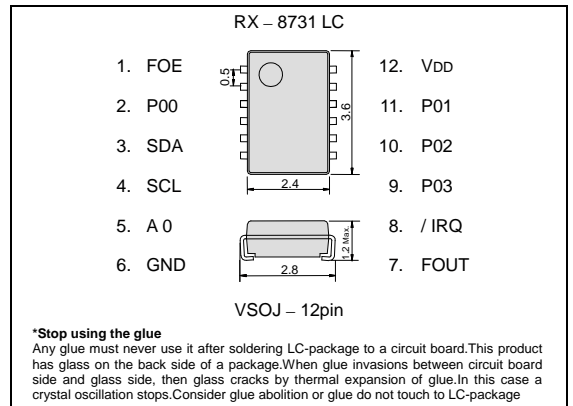 RX – 8731 LC
1. FOE
2. P00
3. SDA
4. SCL
5. A 0
6. GND
0.5
3.6
2.4
1.2 Max.
2.8
12. VDD
11. P01
10. P02
9. P03
8. / IRQ
7. FOUT
VSOJ – 12pin
*Stop using the glue
Any glue must never use it after soldering LC-package to a circuit board.This product
has glass on the back side of a package.When glue invasions between circuit board
side and glass side, then glass cracks by thermal expansion of glue.In this case a
crystal oscillation stops.Consider glue abolition or glue do not touch to LC-package